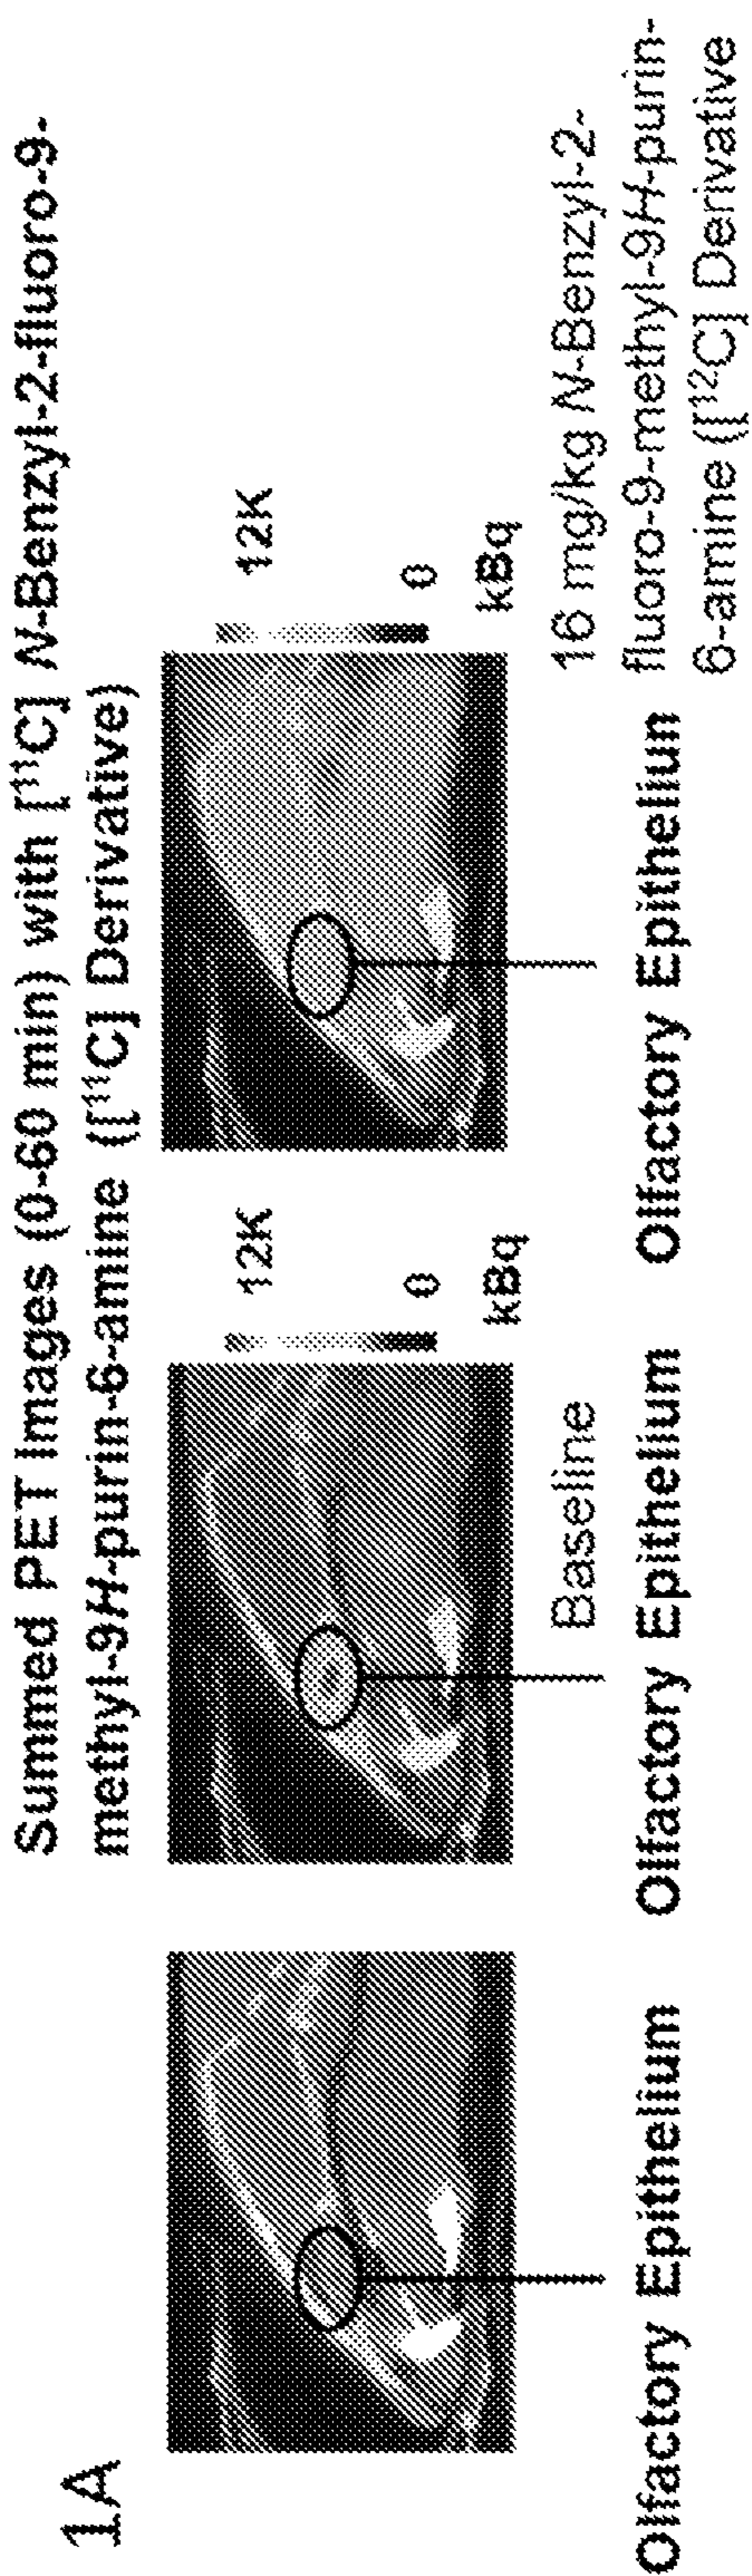 1A
Summed PET Images (0-60 min) with [¹¹C] N-Benzyl-2-fluoro-9-
methyl-9H-purin-6-amine ([¹¹C] Derivative)
12K
0
kBq
12K
0
kBq
Baseline
16 mg/kg N-Benzyl-2-
fluoro-9-methyl-9H-purin-
6-amine ([¹²C] Derivative
Olfactory Epithelium
Olfactory Epithelium
Olfactory Epitheliun